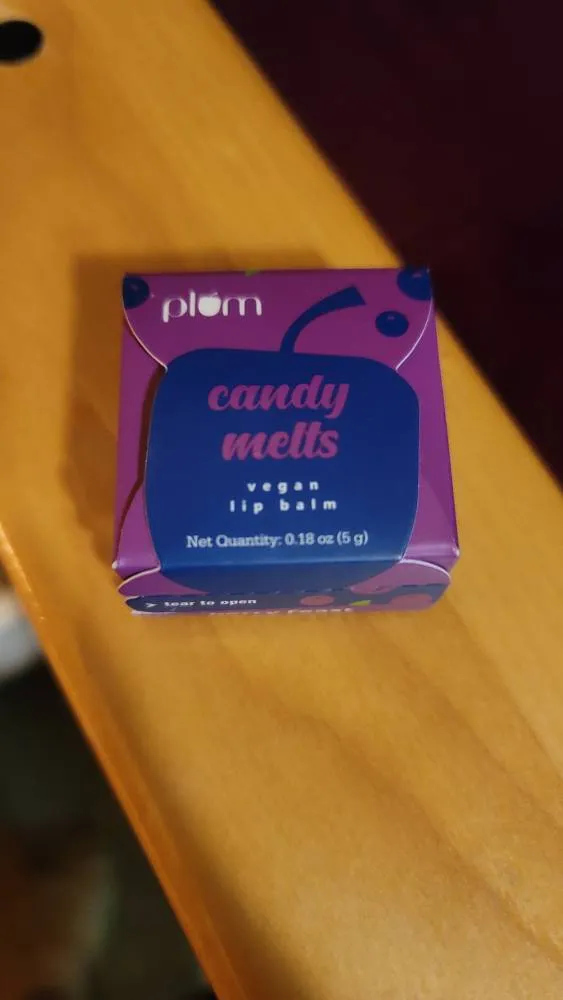 plum
candy
melts
vegan
lip balm
Net Quantity: 0.18 oz (5 g)
> tear to open